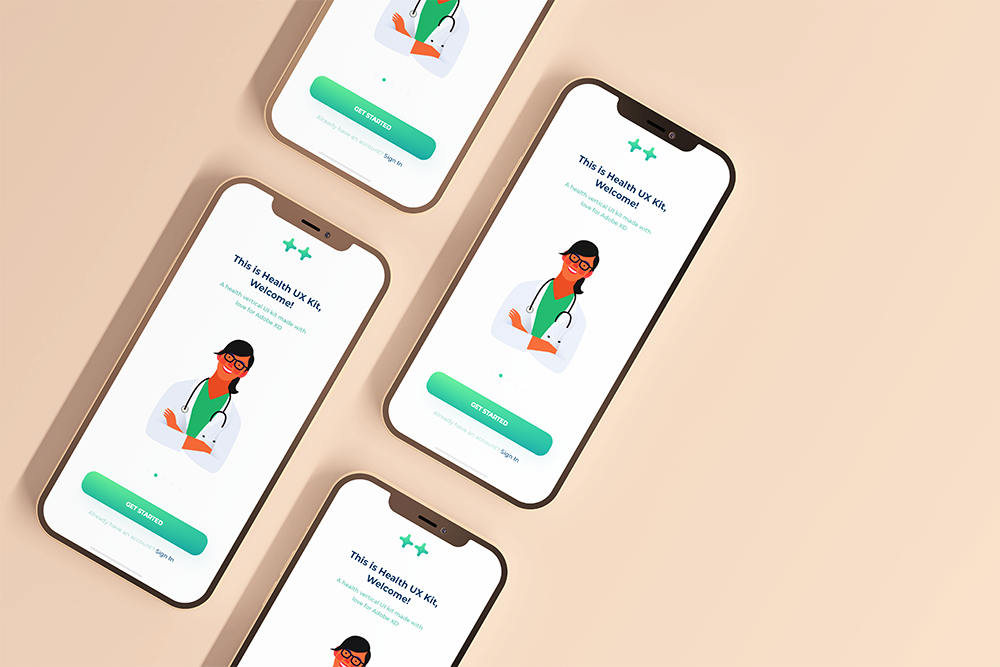 GET STARTED
Already have an account? Sign In
This is Health UX Kit,
Welcome!
A health vertical UI kit made with
love for Adobe XD
GET STARTED
Already have an account? Sign In
This is Health UX Kit,
Welcome!
A health vertical UI kit made with
love for Adobe XD
GET STARTED
Already have an account? Sign In
This is Health UX Kit,
Welcome!
A health vertical UI kit made with
love for Adobe XD